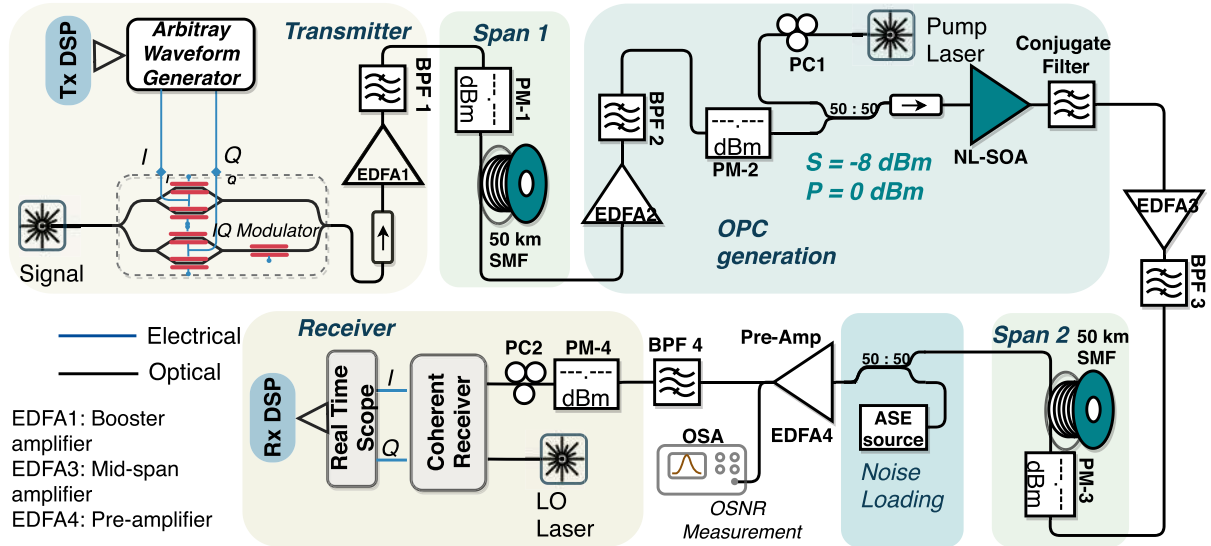 Tx DSP
Arbitray
Waveform
Generator
Transmitter
I
Q
I
Q
IQ Modulator
Signal
EDFA1
BPF 1
Span 1
PM-1
dBm
50 km
SMF
EDFA2
BPF 2
dBm
PM-2
PC1
Pump
Laser
50 : 50
S = -8 dBm
P = 0 dBm
OPC
generation
NL-SOA
Conjugate
Filter
EDFA3
BPF 3
Electrical
Optical
EDFA1: Booster
amplifier
EDFA3: Mid-span
amplifier
EDFA4: Pre-amplifier
Receiver
Rx DSP
Real Time
Scope
I
Q
Coherent
Receiver
PC2
PM-4
dBm
LO
Laser
BPF 4
Pre-Amp
EDFA4
OSA
OSNR
Measurement
50 : 50
ASE
source
Noise
Loading
Span 2
50 km
SMF
PM-3
dBm